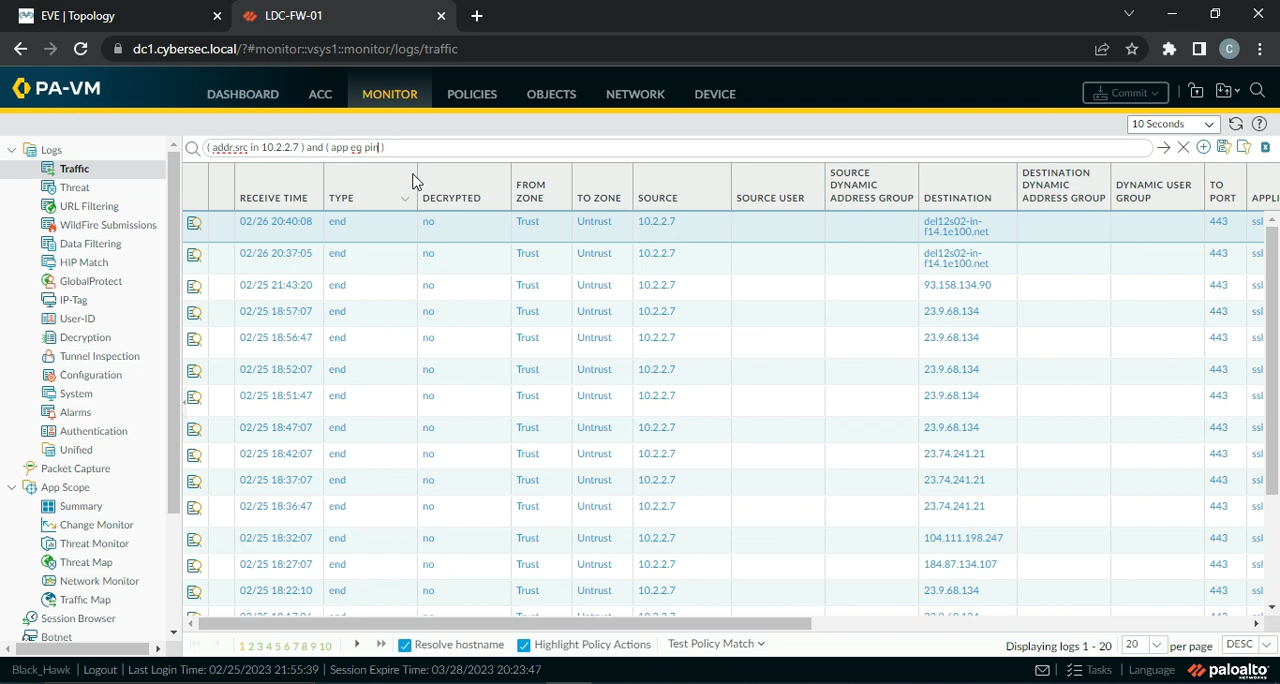 EVE | Topology
LDC-FW-01
dc1.cybersec.local/?#monitor::vsys1::monitor/logs/traffic
C
PA-VM
DASHBOARD ACC MONITOR POLICIES OBJECTS NETWORK DEVICE
Commit
10 Seconds
Logs
Traffic
Threat
URL Filtering
WildFire Submissions
Data Filtering
HIP Match
GlobalProtect
IP-Tag
User-ID
Decryption
Tunnel Inspection
Configuration
System
Alarms
Authentication
Unified
Packet Capture
App Scope
Summary
Change Monitor
Threat Monitor
Threat Map
Network Monitor
Traffic Map
Session Browser
Botnet
( addr.src in 10.2.2.7 ) and ( app eq pin )
RECEIVE TIME TYPE DECRYPTED FROM ZONE TO ZONE SOURCE SOURCE USER SOURCE DYNAMIC ADDRESS GROUP DESTINATION DESTINATION DYNAMIC ADDRESS GROUP DYNAMIC USER GROUP TO PORT APPLI
02/26 20:40:08 end no Trust Untrust 10.2.2.7 del12s02-in-f14.1e100.net 443 ssl
02/26 20:37:05 end no Trust Untrust 10.2.2.7 del12s02-in-f14.1e100.net 443 ssl
02/25 21:43:20 end no Trust Untrust 10.2.2.7 93.158.134.90 443 ssl
02/25 18:57:07 end no Trust Untrust 10.2.2.7 23.9.68.134 443 ssl
02/25 18:56:47 end no Trust Untrust 10.2.2.7 23.9.68.134 443 ssl
02/25 18:52:07 end no Trust Untrust 10.2.2.7 23.9.68.134 443 ssl
02/25 18:51:47 end no Trust Untrust 10.2.2.7 23.9.68.134 443 ssl
02/25 18:47:07 end no Trust Untrust 10.2.2.7 23.9.68.134 443 ssl
02/25 18:42:07 end no Trust Untrust 10.2.2.7 23.74.241.21 443 ssl
02/25 18:37:07 end no Trust Untrust 10.2.2.7 23.74.241.21 443 ssl
02/25 18:36:47 end no Trust Untrust 10.2.2.7 23.74.241.21 443 ssl
02/25 18:32:07 end no Trust Untrust 10.2.2.7 104.111.198.247 443 ssl
02/25 18:27:07 end no Trust Untrust 10.2.2.7 184.87.134.107 443 ssl
02/25 18:22:10 end no Trust Untrust 10.2.2.7 23.9.68.134 443 ssl
1 2 3 4 5 6 7 8 9 10 Resolve hostname Highlight Policy Actions Test Policy Match Displaying logs 1 - 20 20 per page DESC
Black_Hawk | Logout | Last Login Time: 02/25/2023 21:55:39 | Session Expire Time: 03/28/2023 20:23:47 Tasks | Language paloalto NETWORKS